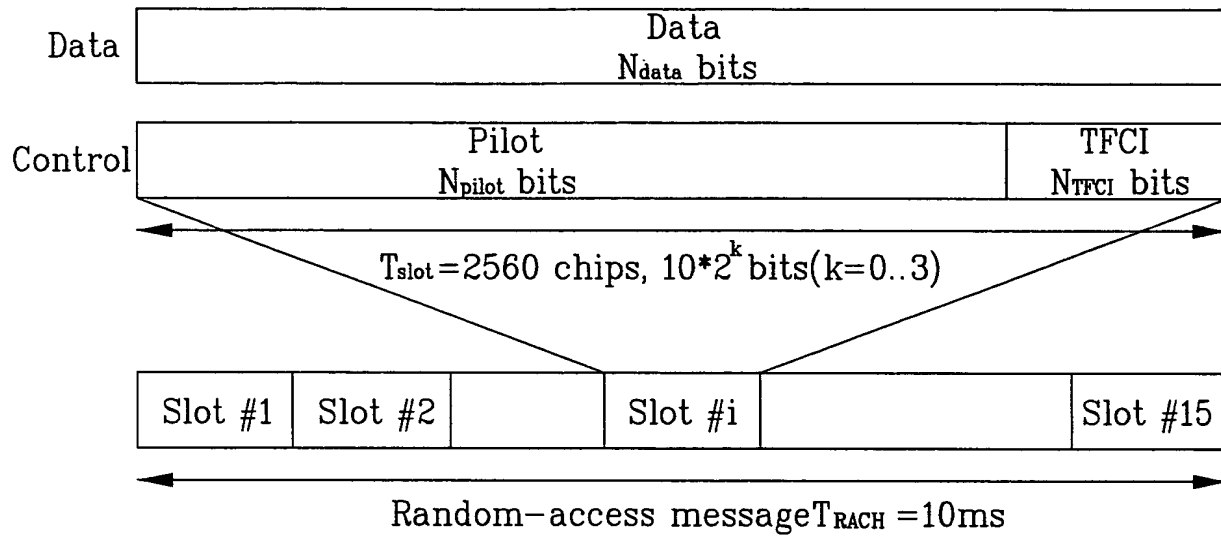 Data
Data
Ndata bits
Control
Pilot
Npilot bits
TFCI
NTFCI bits
Tslot=2560 chips, 10*2^k bits(k=0..3)
Slot #1
Slot #2
Slot #i
Slot #15
Random-access messageTRACH =10ms